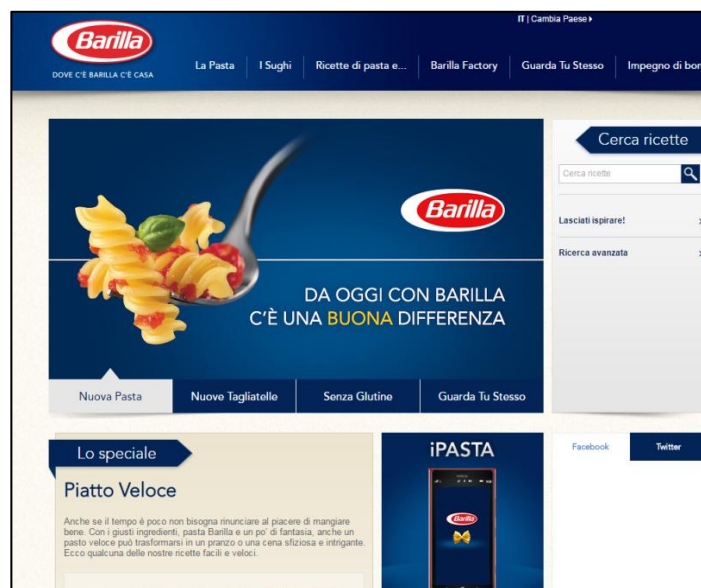 IT | Cambia Paese
Barilla
DOVE C'È BARILLA C'È CASA
La Pasta
I Sughi
Ricette di pasta e...
Barilla Factory
Guarda Tu Stesso
Impegno di bor
Barilla
DA OGGI CON BARILLA
C'È UNA BUONA DIFFERENZA
Nuova Pasta
Nuove Tagliatelle
Senza Glutine
Guarda Tu Stesso
Cerca ricette
Cerca ricette
Lasciati ispirare!
Ricerca avanzata
Lo speciale
Piatto Veloce
Anche se il tempo è poco non bisogna rinunciare al piacere di mangiare
bene. Con i giusti ingredienti, pasta Barilla e un po' di fantasia, anche un
pasto veloce può trasformarsi in un pranzo o una cena sfiziosa e intrigante.
Ecco qualcuna delle nostre ricette facili e veloci.
iPASTA
Barilla
Facebook
Twitter